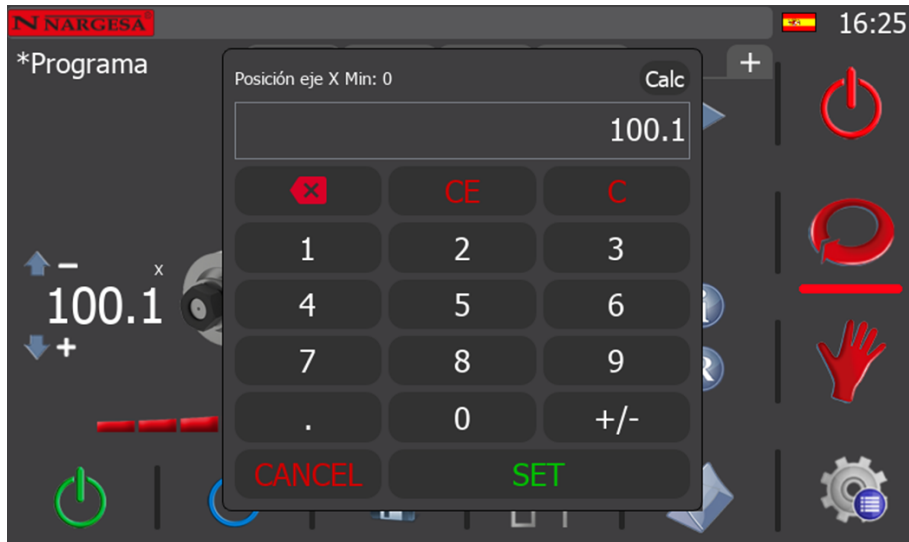 NARGESA®
16:25
*Programa
+
Posición eje X Min: 0
Calc
100.1
CE
C
1
2
3
4
5
6
7
8
9
.
0
+/-
CANCEL
SET
−
x
100.1
+